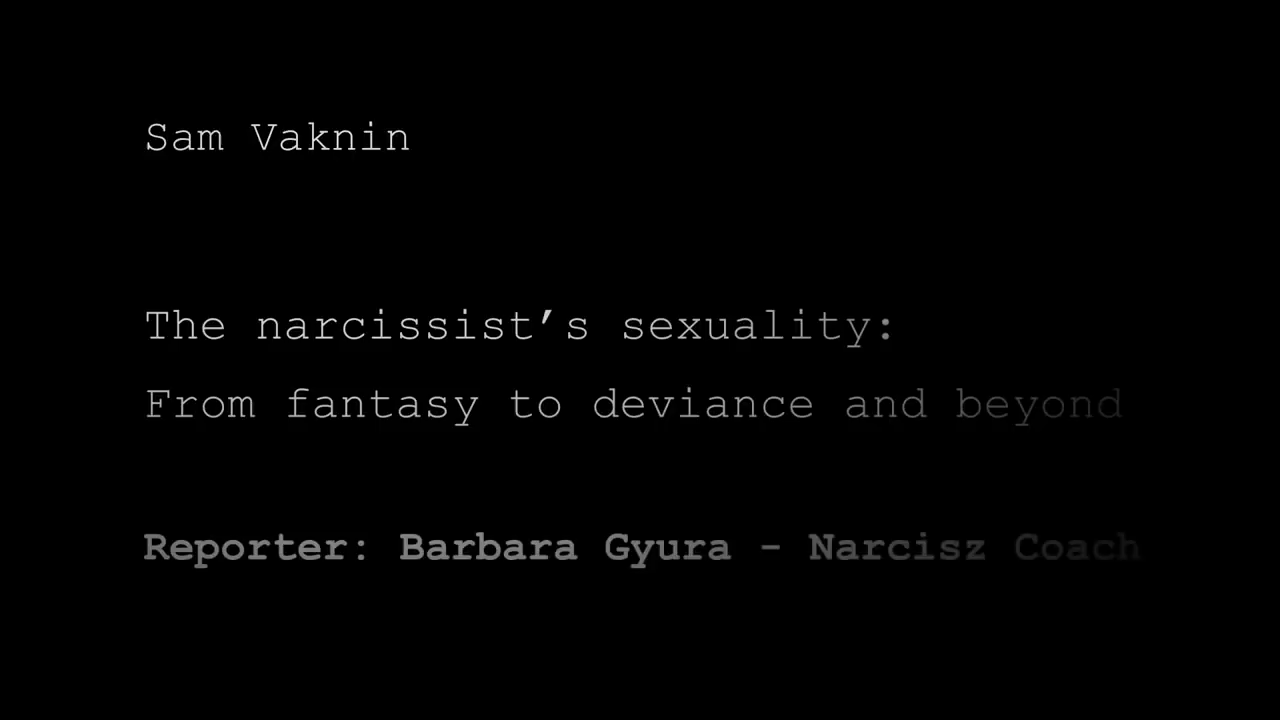 Sam Vaknin
The narcissist’s sexuality:
From fantasy to deviance and beyond
Reporter: Barbara Gyura - Narcisz Coach